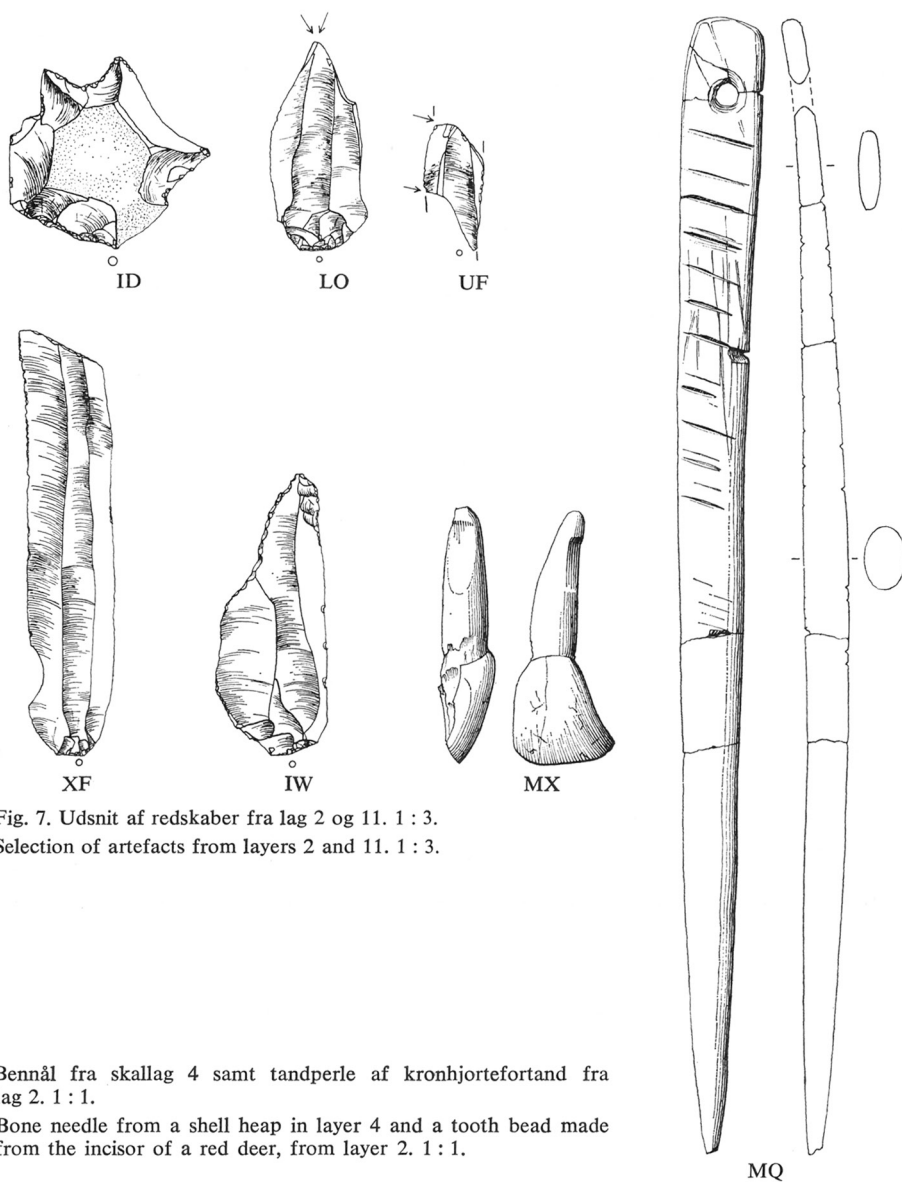 ID
LO
UF
XF
IW
MX
Fig. 7. Udsnit af redskaber fra lag 2 og 11. 1 : 3.
Selection of artefacts from layers 2 and 11. 1 : 3.
Bennål fra skallag 4 samt tandperle af kronhjortefortand fra
lag 2. 1 : 1.
Bone needle from a shell heap in layer 4 and a tooth bead made
from the incisor of a red deer, from layer 2. 1 : 1.
MQ